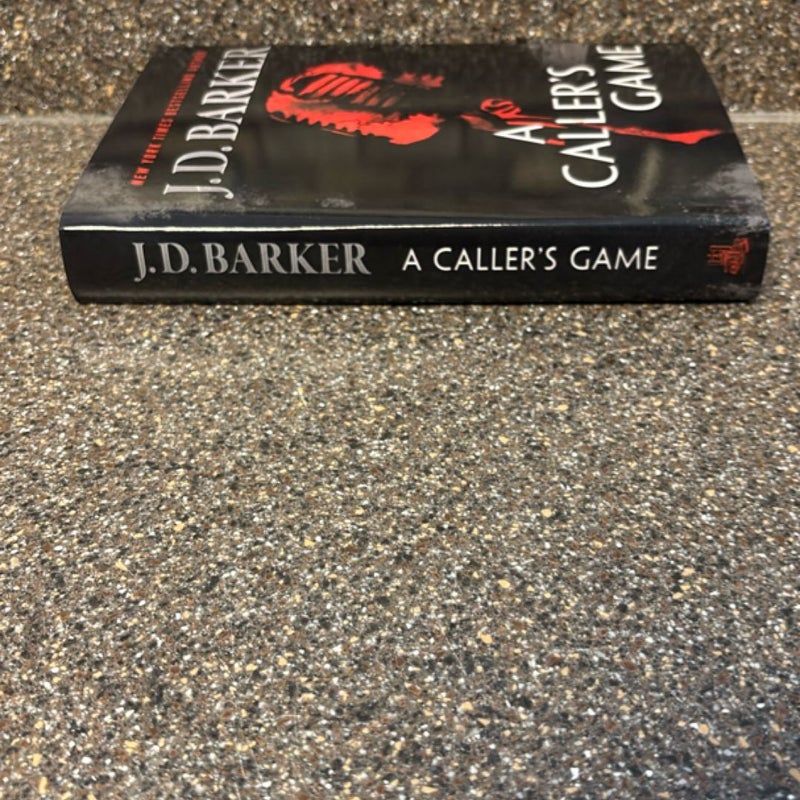 NEW YORK TIMES BESTSELLING AUTHOR
J.D. BARKER
A
CALLER'S
GAME
J.D. BARKER A CALLER'S GAME